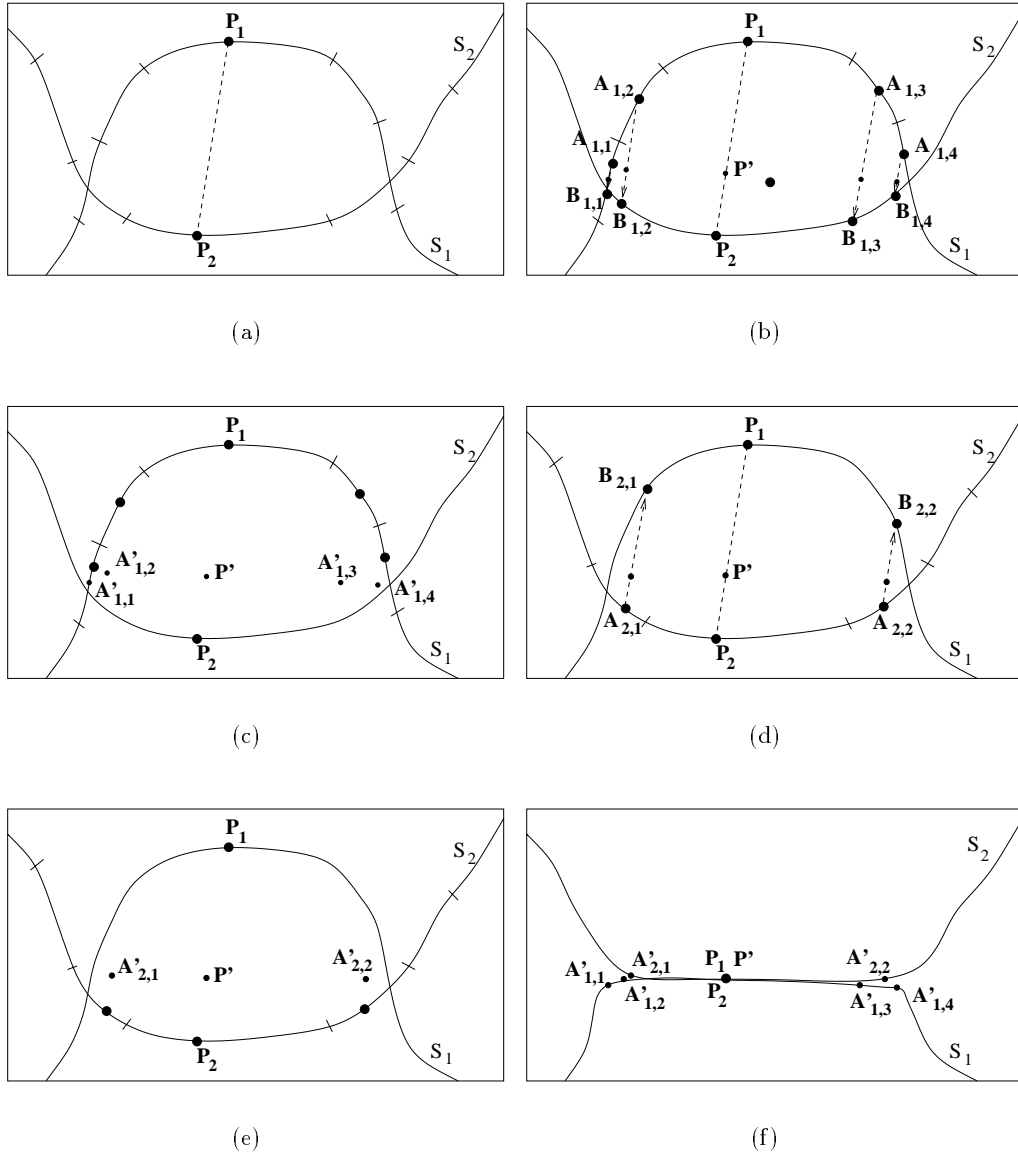 P1
S2
P2
S1
(a)
P1
S2
A1,2
A1,3
A1,1
A1,4
P'
B1,1
B1,2
B1,4
B1,3
P2
S1
(b)
P1
S2
A'1,2
P'
A'1,3
A'1,1
A'1,4
P2
S1
(c)
P1
S2
B2,1
B2,2
P'
A2,1
A2,2
P2
S1
(d)
P1
S2
A'2,1
P'
A'2,2
P2
S1
(e)
S2
P1 P'
A'1,1
A'2,1
A'2,2
A'1,2
P2
A'1,3
A'1,4
S1
(f)